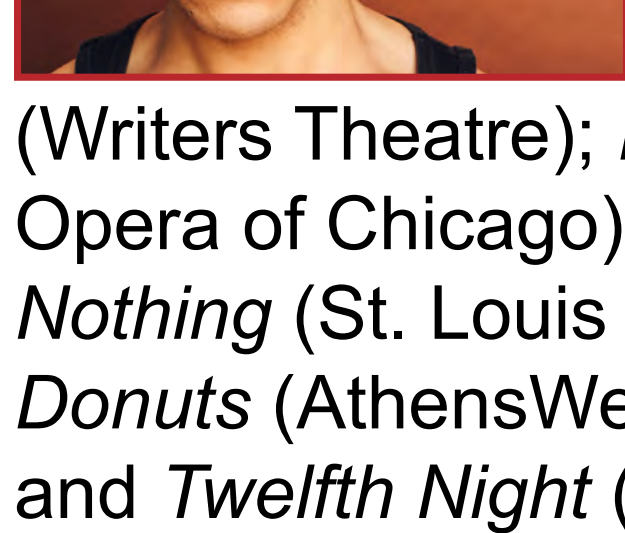 (Writers Theatre);
Opera of Chicago)
Nothing (St. Louis
Donuts (AthensWe
and Twelfth Night (